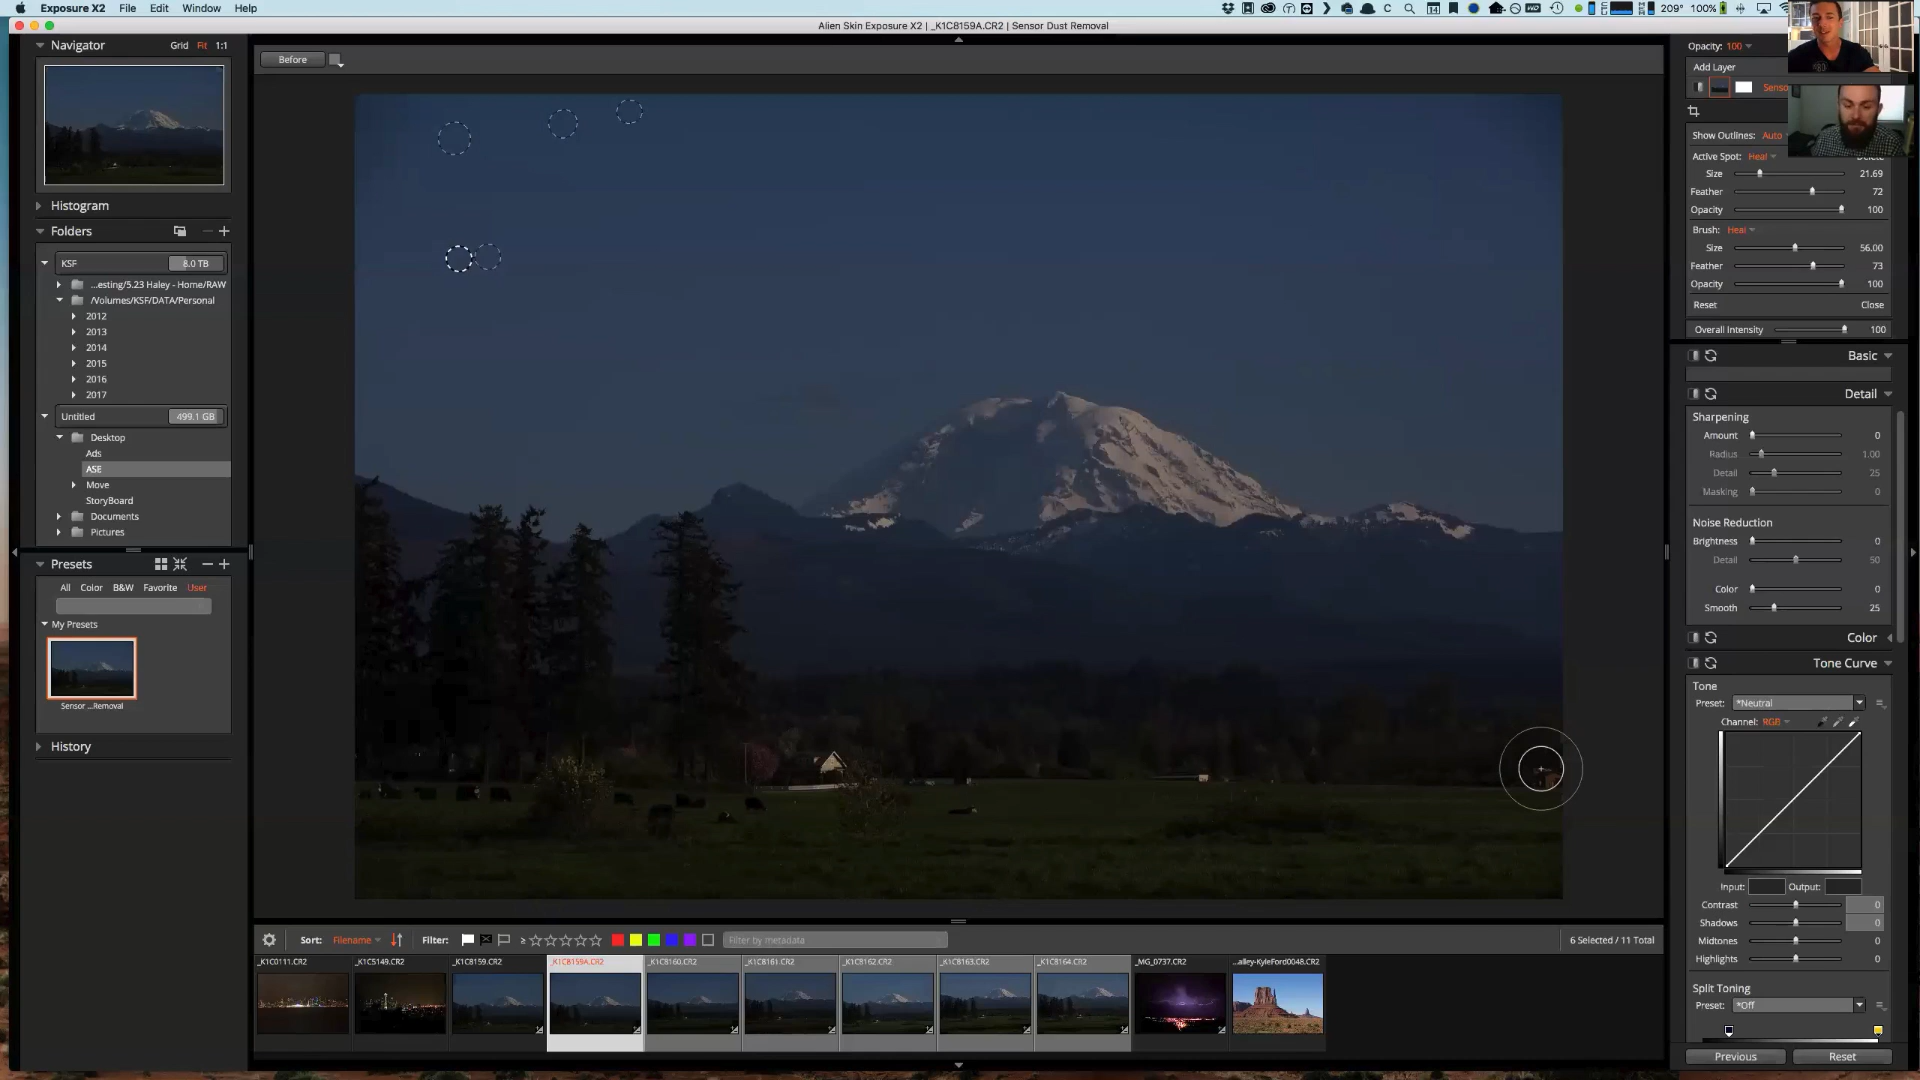 Exposure X2 File Edit Window Help
14
209° 100%
Alien Skin Exposure X2 | _K1C8159A.CR2 | Sensor Dust Removal
Navigator Grid Fit 1:1
Histogram
Folders
KSF 8.0 TB
...esting/5.23 Haley - Home/RAW
/Volumes/KSF/DATA/Personal
2012
2013
2014
2015
2016
2017
Untitled 499.1 GB
Desktop
Ads
ASE
Move
StoryBoard
Documents
Pictures
Presets
All Color B&W Favorite User
My Presets
Sensor ...Removal
History
Before
Opacity: 100
Add Layer
Senso
Show Outlines: Auto
Active Spot: Heal
Size 21.69
Feather 72
Opacity 100
Brush: Heal
Size 56.00
Feather 73
Opacity 100
Reset Close
Overall Intensity 100
Basic
Detail
Sharpening
Amount 0
Radius 1.00
Detail 25
Masking 0
Noise Reduction
Brightness 0
Detail 50
Color 0
Smooth 25
Color
Tone Curve
Tone
Preset: *Neutral
Channel: RGB
Input: Output:
Contrast 0
Shadows 0
Midtones 0
Highlights 0
Split Toning
Preset: *Off
Previous Reset
Sort: Filename Filter: ≥ Filter by metadata 6 Selected / 11 Total
_K1C0111.CR2 _K1C5149.CR2 _K1C8159.CR2 _K1C8159A.CR2 _K1C8160.CR2 _K1C8161.CR2 _K1C8162.CR2 _K1C8163.CR2 _K1C8164.CR2 _MG_0737.CR2 ...alley-KyleFord0048.CR2